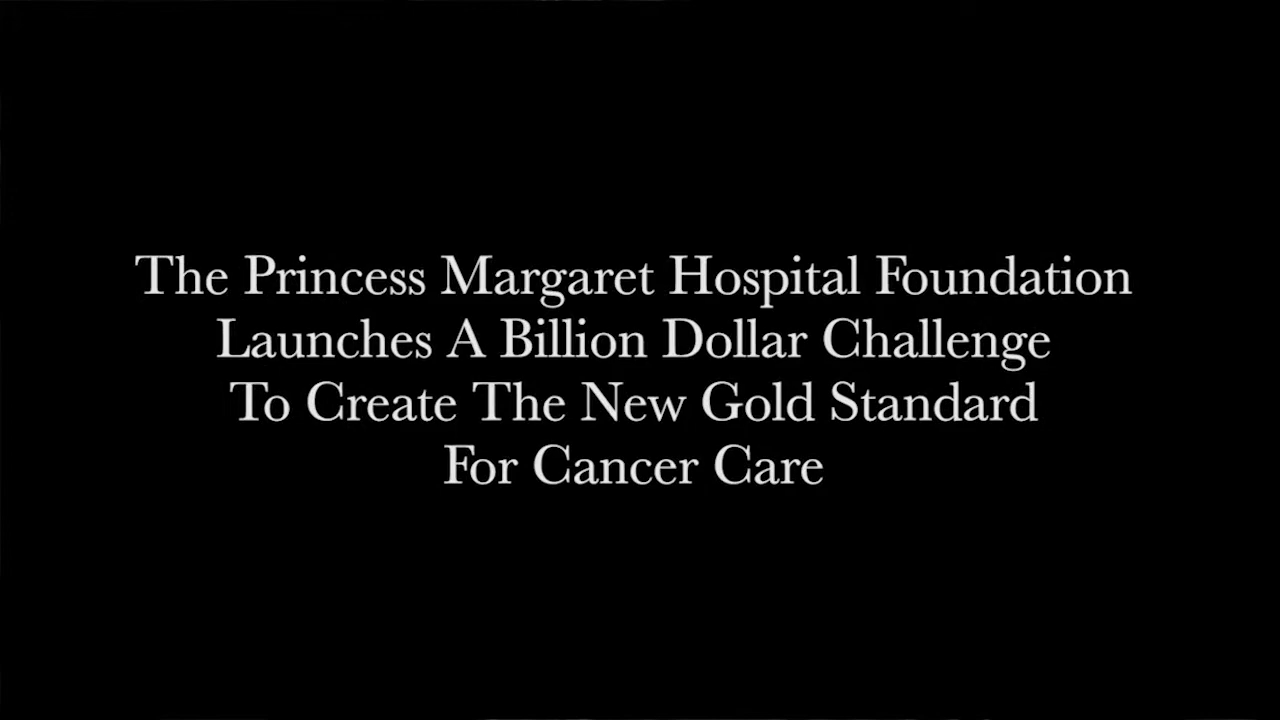 The Princess Margaret Hospital Foundation
Launches A Billion Dollar Challenge
To Create The New Gold Standard
For Cancer Care